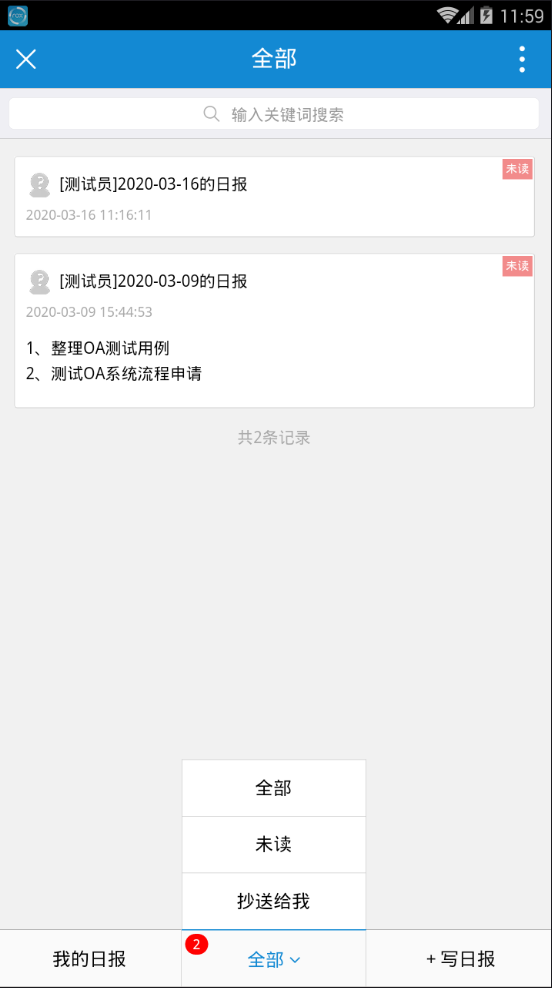 11:59
全部
输入关键词搜索
未读
[测试员]2020-03-16的日报
2020-03-16 11:16:11
未读
[测试员]2020-03-09的日报
2020-03-09 15:44:53
1、整理OA测试用例
2、测试OA系统流程申请
共2条记录
全部
未读
抄送给我
我的日报
2
全部
+ 写日报